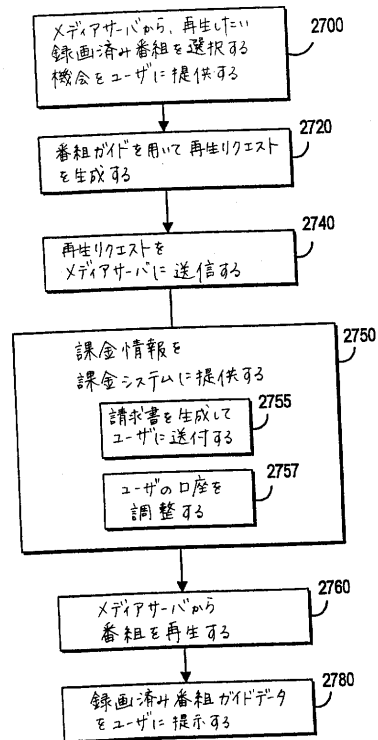 メディアサーバから、再生したい
録画済み番組を選択する
機会をユーザに提供する
2700
番組ガイドを用いて再生リクエスト
を生成する
2720
再生リクエストを
メディアサーバに送信する
2740
課金情報を
課金システムに提供する
2750
請求書を生成して
ユーザに送付する
2755
ユーザの口座を
調整する
2757
メディアサーバから
番組を再生する
2760
録画済み番組ガイドデータ
をユーザに提示する
2780